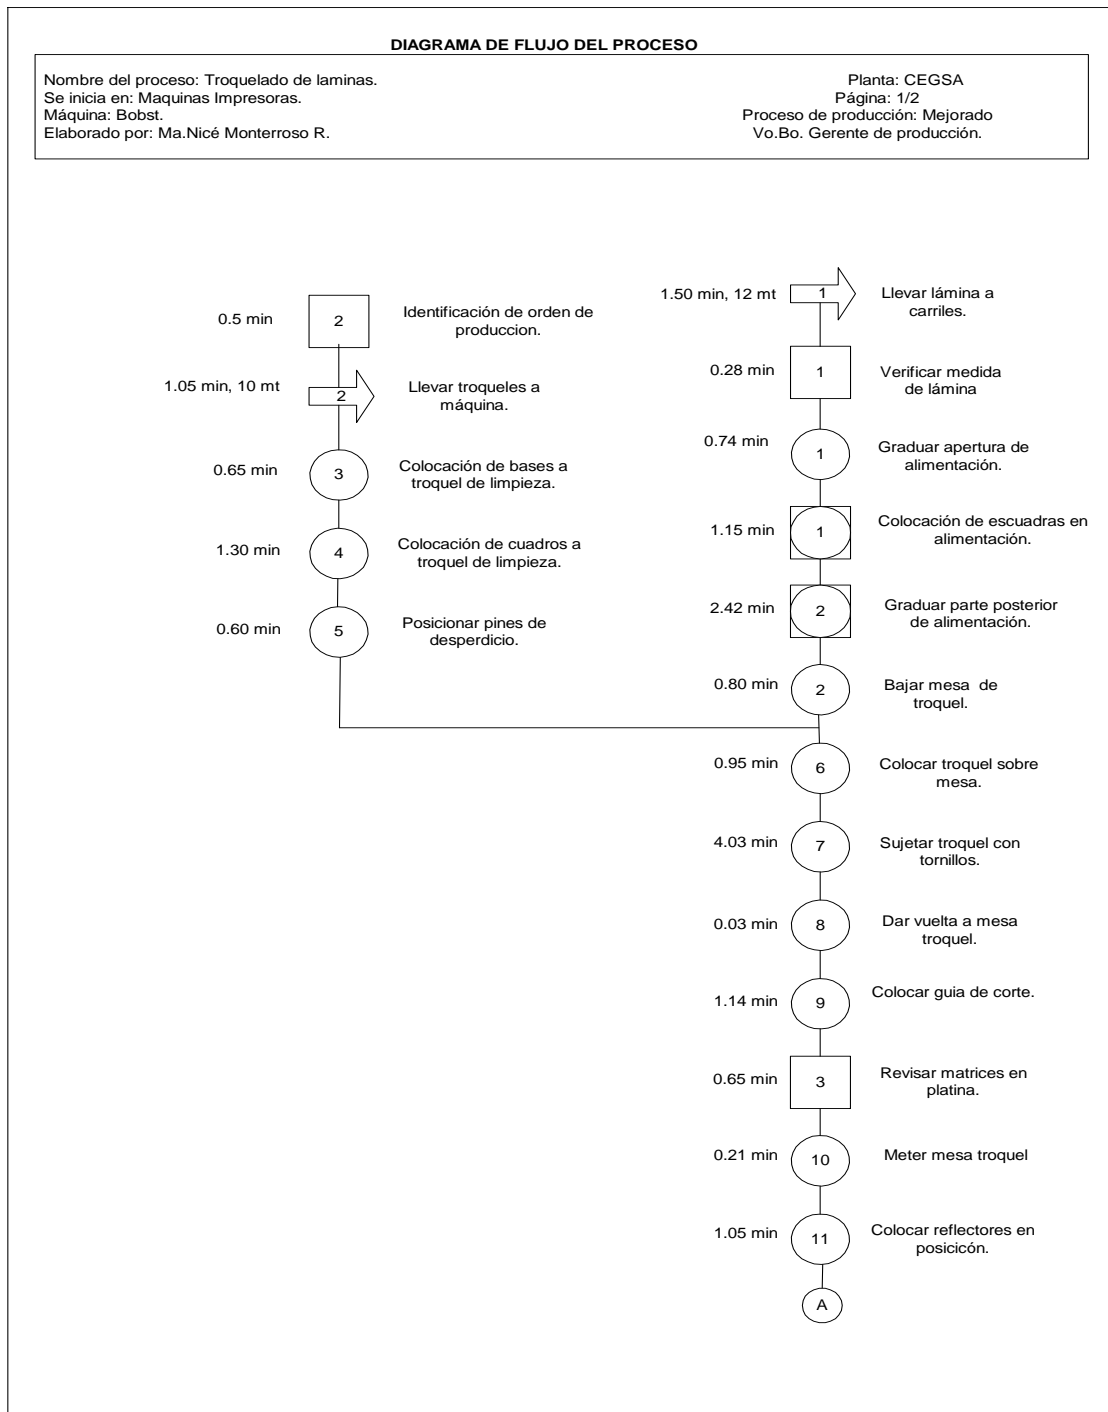 DIAGRAMA DE FLUJO DEL PROCESO
Nombre del proceso: Troquelado de laminas.
Se inicia en: Maquinas Impresoras.
Máquina: Bobst.
Elaborado por: Ma.Nicé Monterroso R.
Planta: CEGSA
Página: 1/2
Proceso de producción: Mejorado
Vo.Bo. Gerente de producción.
0.5 min
2
Identificación de orden de
produccion.
1.05 min, 10 mt
2
Llevar troqueles a
máquina.
0.65 min
3
Colocación de bases a
troquel de limpieza.
1.30 min
4
Colocación de cuadros a
troquel de limpieza.
0.60 min
5
Posicionar pines de
desperdicio.
1.50 min, 12 mt
1
Llevar lámina a
carriles.
0.28 min
1
Verificar medida
de lámina
0.74 min
1
Graduar apertura de
alimentación.
1.15 min
1
Colocación de escuadras en
alimentación.
2.42 min
2
Graduar parte posterior
de alimentación.
0.80 min
2
Bajar mesa de
troquel.
0.95 min
6
Colocar troquel sobre
mesa.
4.03 min
7
Sujetar troquel con
tornillos.
0.03 min
8
Dar vuelta a mesa
troquel.
1.14 min
9
Colocar guia de corte.
0.65 min
3
Revisar matrices en
platina.
0.21 min
10
Meter mesa troquel
1.05 min
11
Colocar reflectores en
posicicón.
A